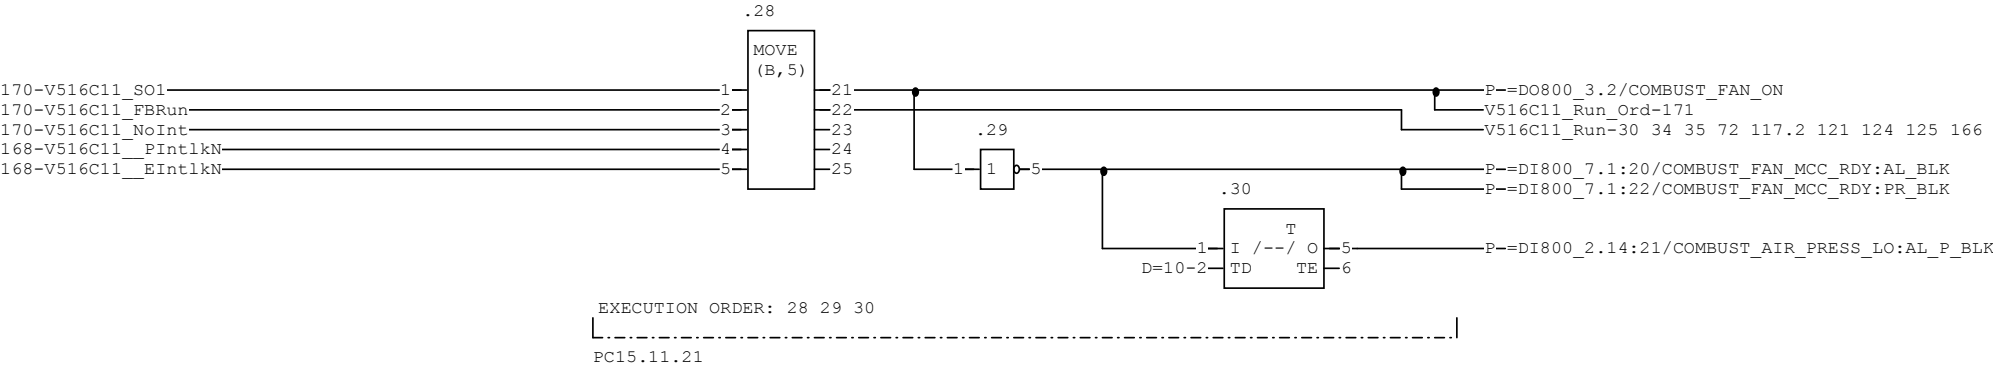 .28
MOVE
(B,5)
170-V516C11_SO1 1 21 P-=DO800_3.2/COMBUST_FAN_ON
170-V516C11_FBRun 2 22 V516C11_Run_Ord-171
170-V516C11_NoInt 3 23 V516C11_Run-30 34 35 72 117.2 121 124 125 166
.29
168-V516C11__PIntlkN 4 24
168-V516C11__EIntlkN 5 25 1 1 5 P-=DI800_7.1:20/COMBUST_FAN_MCC_RDY:AL_BLK
.30 P-=DI800_7.1:22/COMBUST_FAN_MCC_RDY:PR_BLK
T
1 I /--/ O 5 P-=DI800_2.14:21/COMBUST_AIR_PRESS_LO:AL_P_BLK
D=10-2 TD TE 6
EXECUTION ORDER: 28 29 30
PC15.11.21